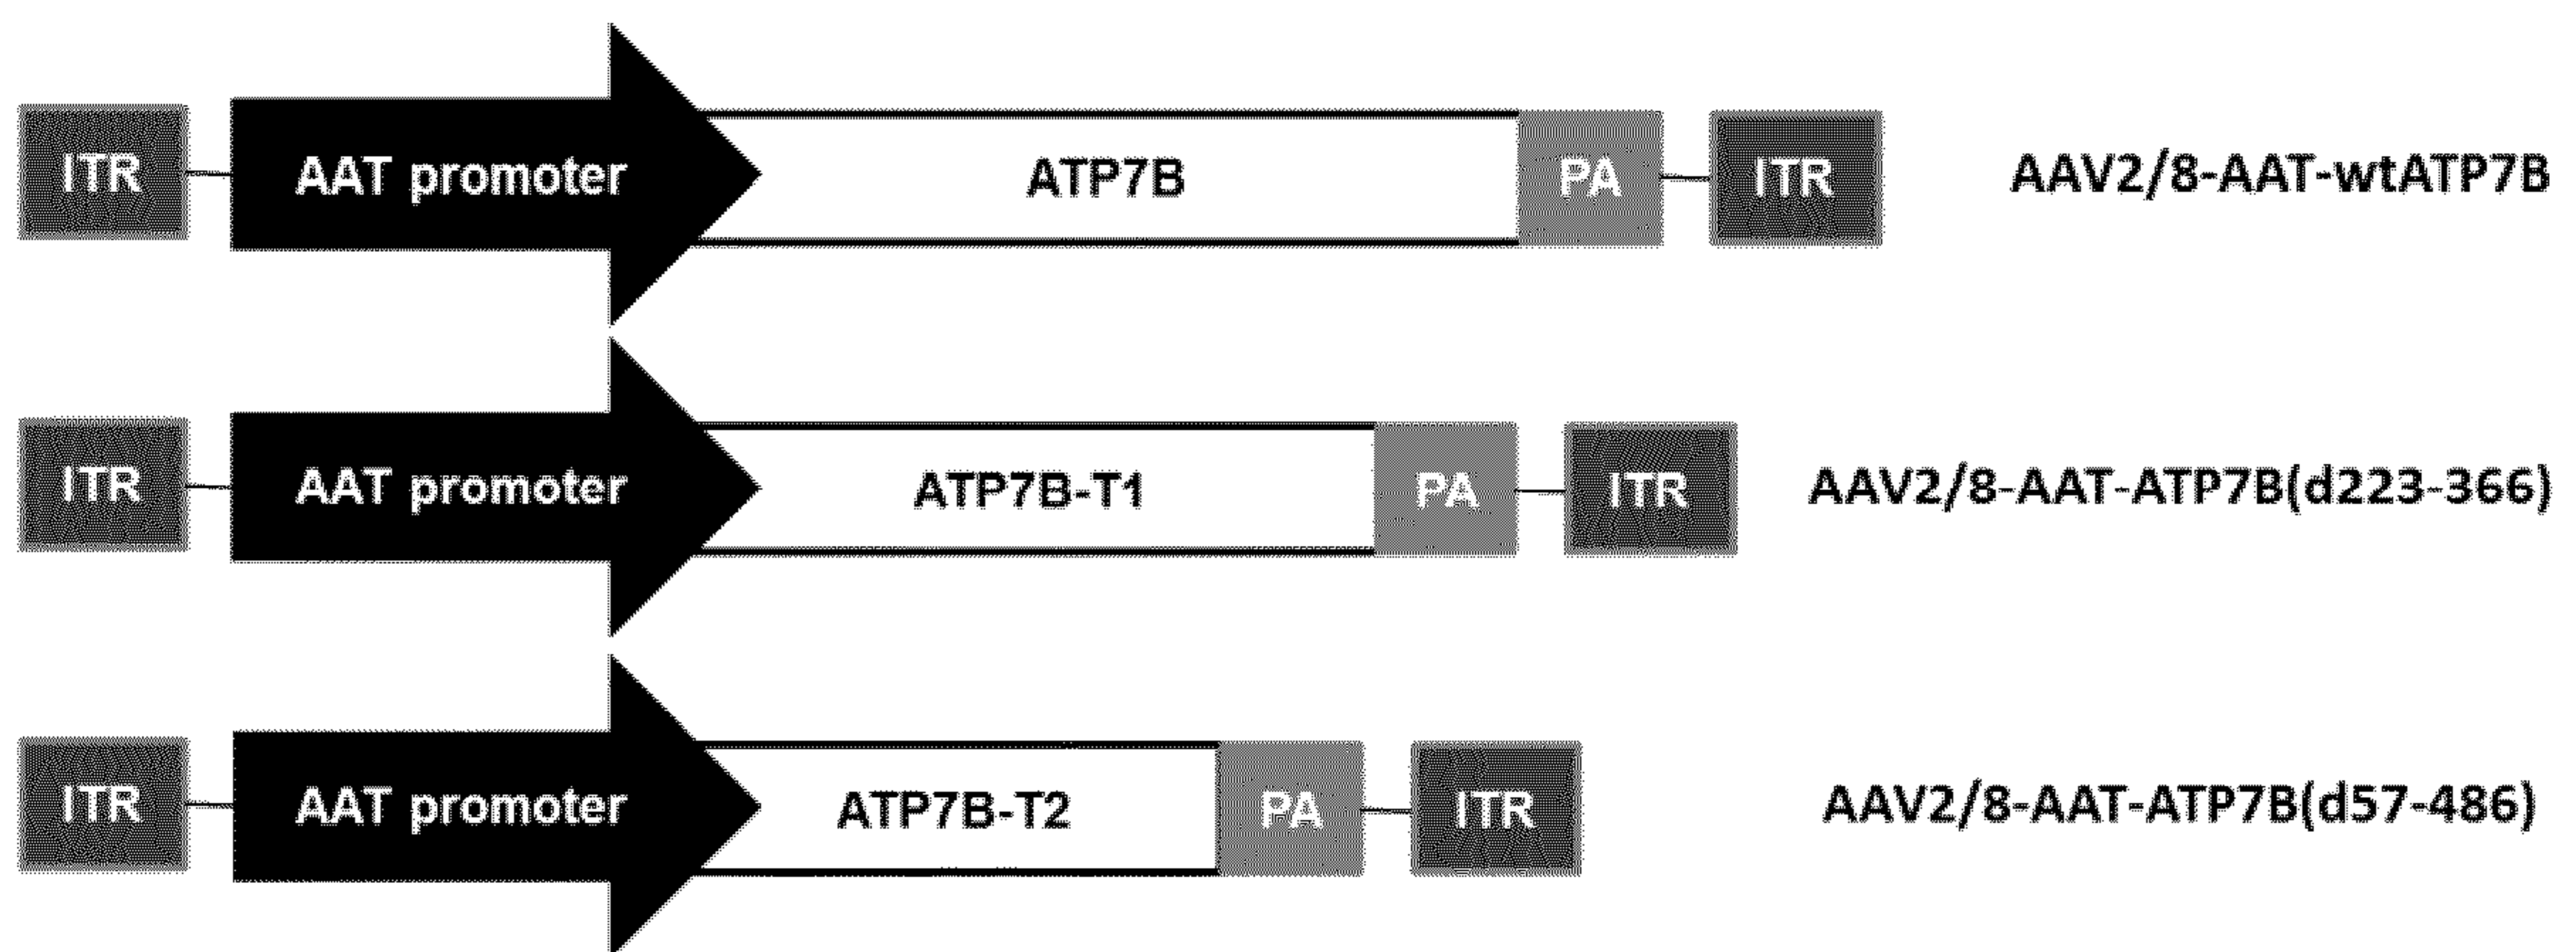 ITR AAT promoter ATP7B PA ITR AAV2/8-AAT-wtATP7B
ITR AAT promoter ATP7B-T1 PA ITR AAV2/8-AAT-ATP7B(d223-366)
ITR AAT promoter ATP7B-T2 PA ITR AAV2/8-AAT-ATP7B(d57-486)